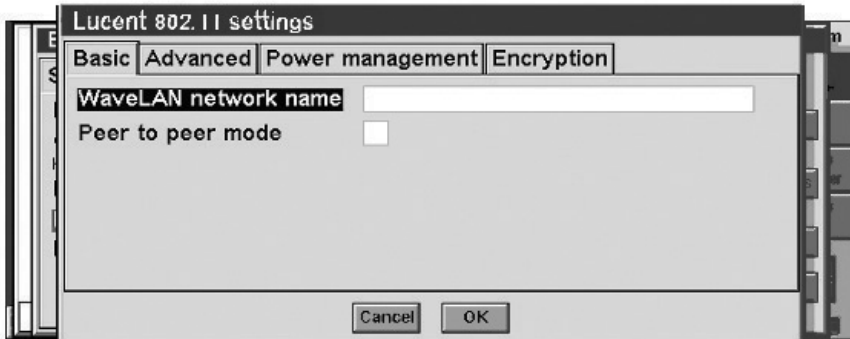 Lucent 802.11 settings
Basic Advanced Power management Encryption
WaveLAN network name
Peer to peer mode
Cancel OK